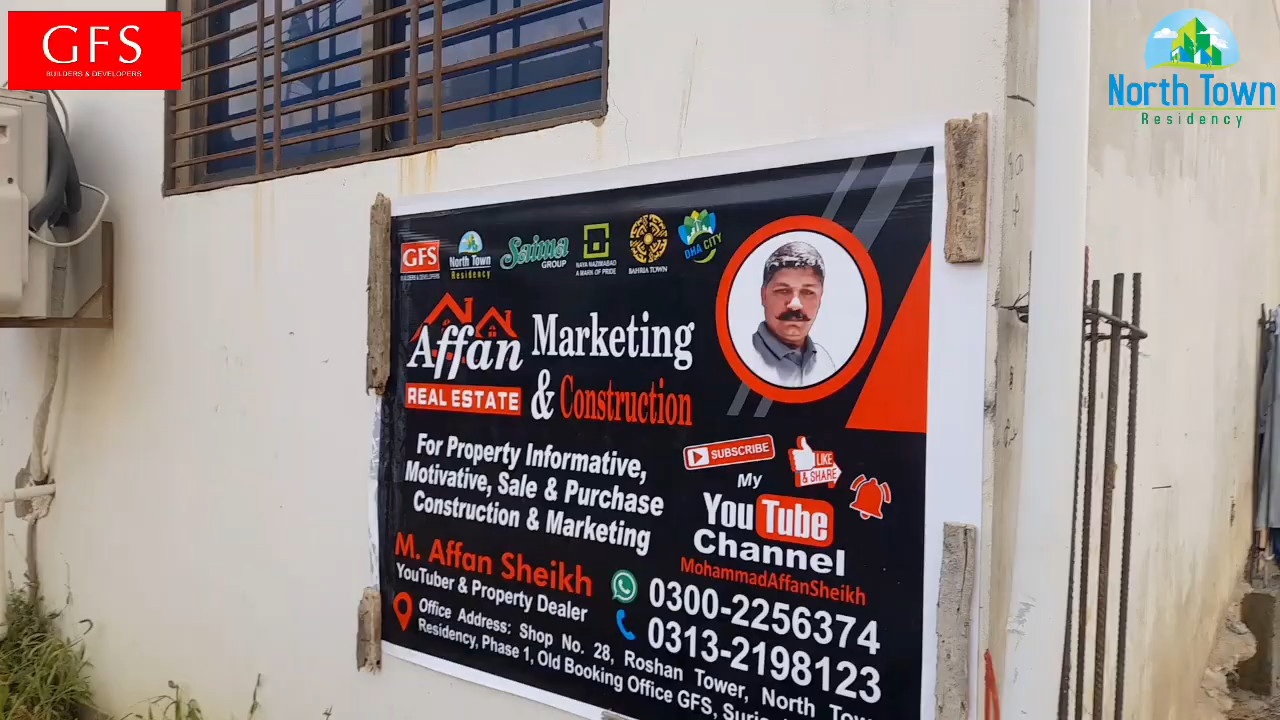 GFS
BUILDERS & DEVELOPERS
North Town
Residency
GFS
BUILDERS & DEVELOPERS
North Town
Residency
Saima
GROUP
NAYA NAZIMABAD
A MARK OF PRIDE
BAHRIA TOWN
DHA CITY
Affan
REAL ESTATE
Marketing
& Construction
For Property Informative,
Motivative, Sale & Purchase
Construction & Marketing
SUBSCRIBE
LIKE
& SHARE
My
YouTube
Channel
MohammadAffanSheikh
M. Affan Sheikh
YouTuber & Property Dealer
0300-2256374
0313-2198123
Office Address: Shop No. 28, Roshan Tower, North Town
Residency, Phase 1, Old Booking Office GFS,